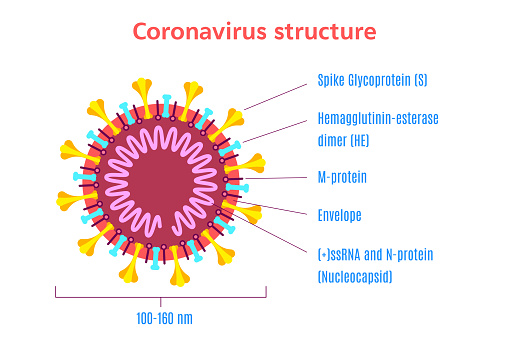 Coronavirus structure
Spike Glycoprotein (S)
Hemagglutinin-esterase
dimer (HE)
M-protein
Envelope
(+)ssRNA and N-protein
(Nucleocapsid)
100-160 nm